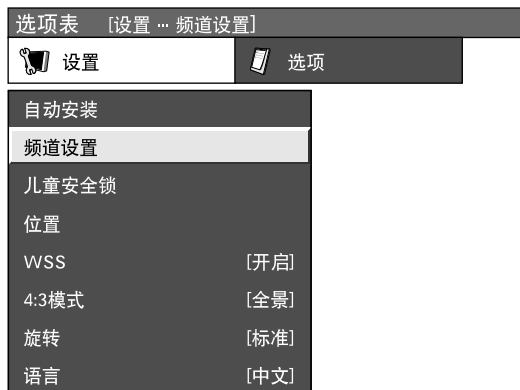 选项表 [设置 ··· 频道设置]
设置 选项
自动安装
频道设置
儿童安全锁
位置
WSS [开启]
4:3模式 [全景]
旋转 [标准]
语言 [中文]